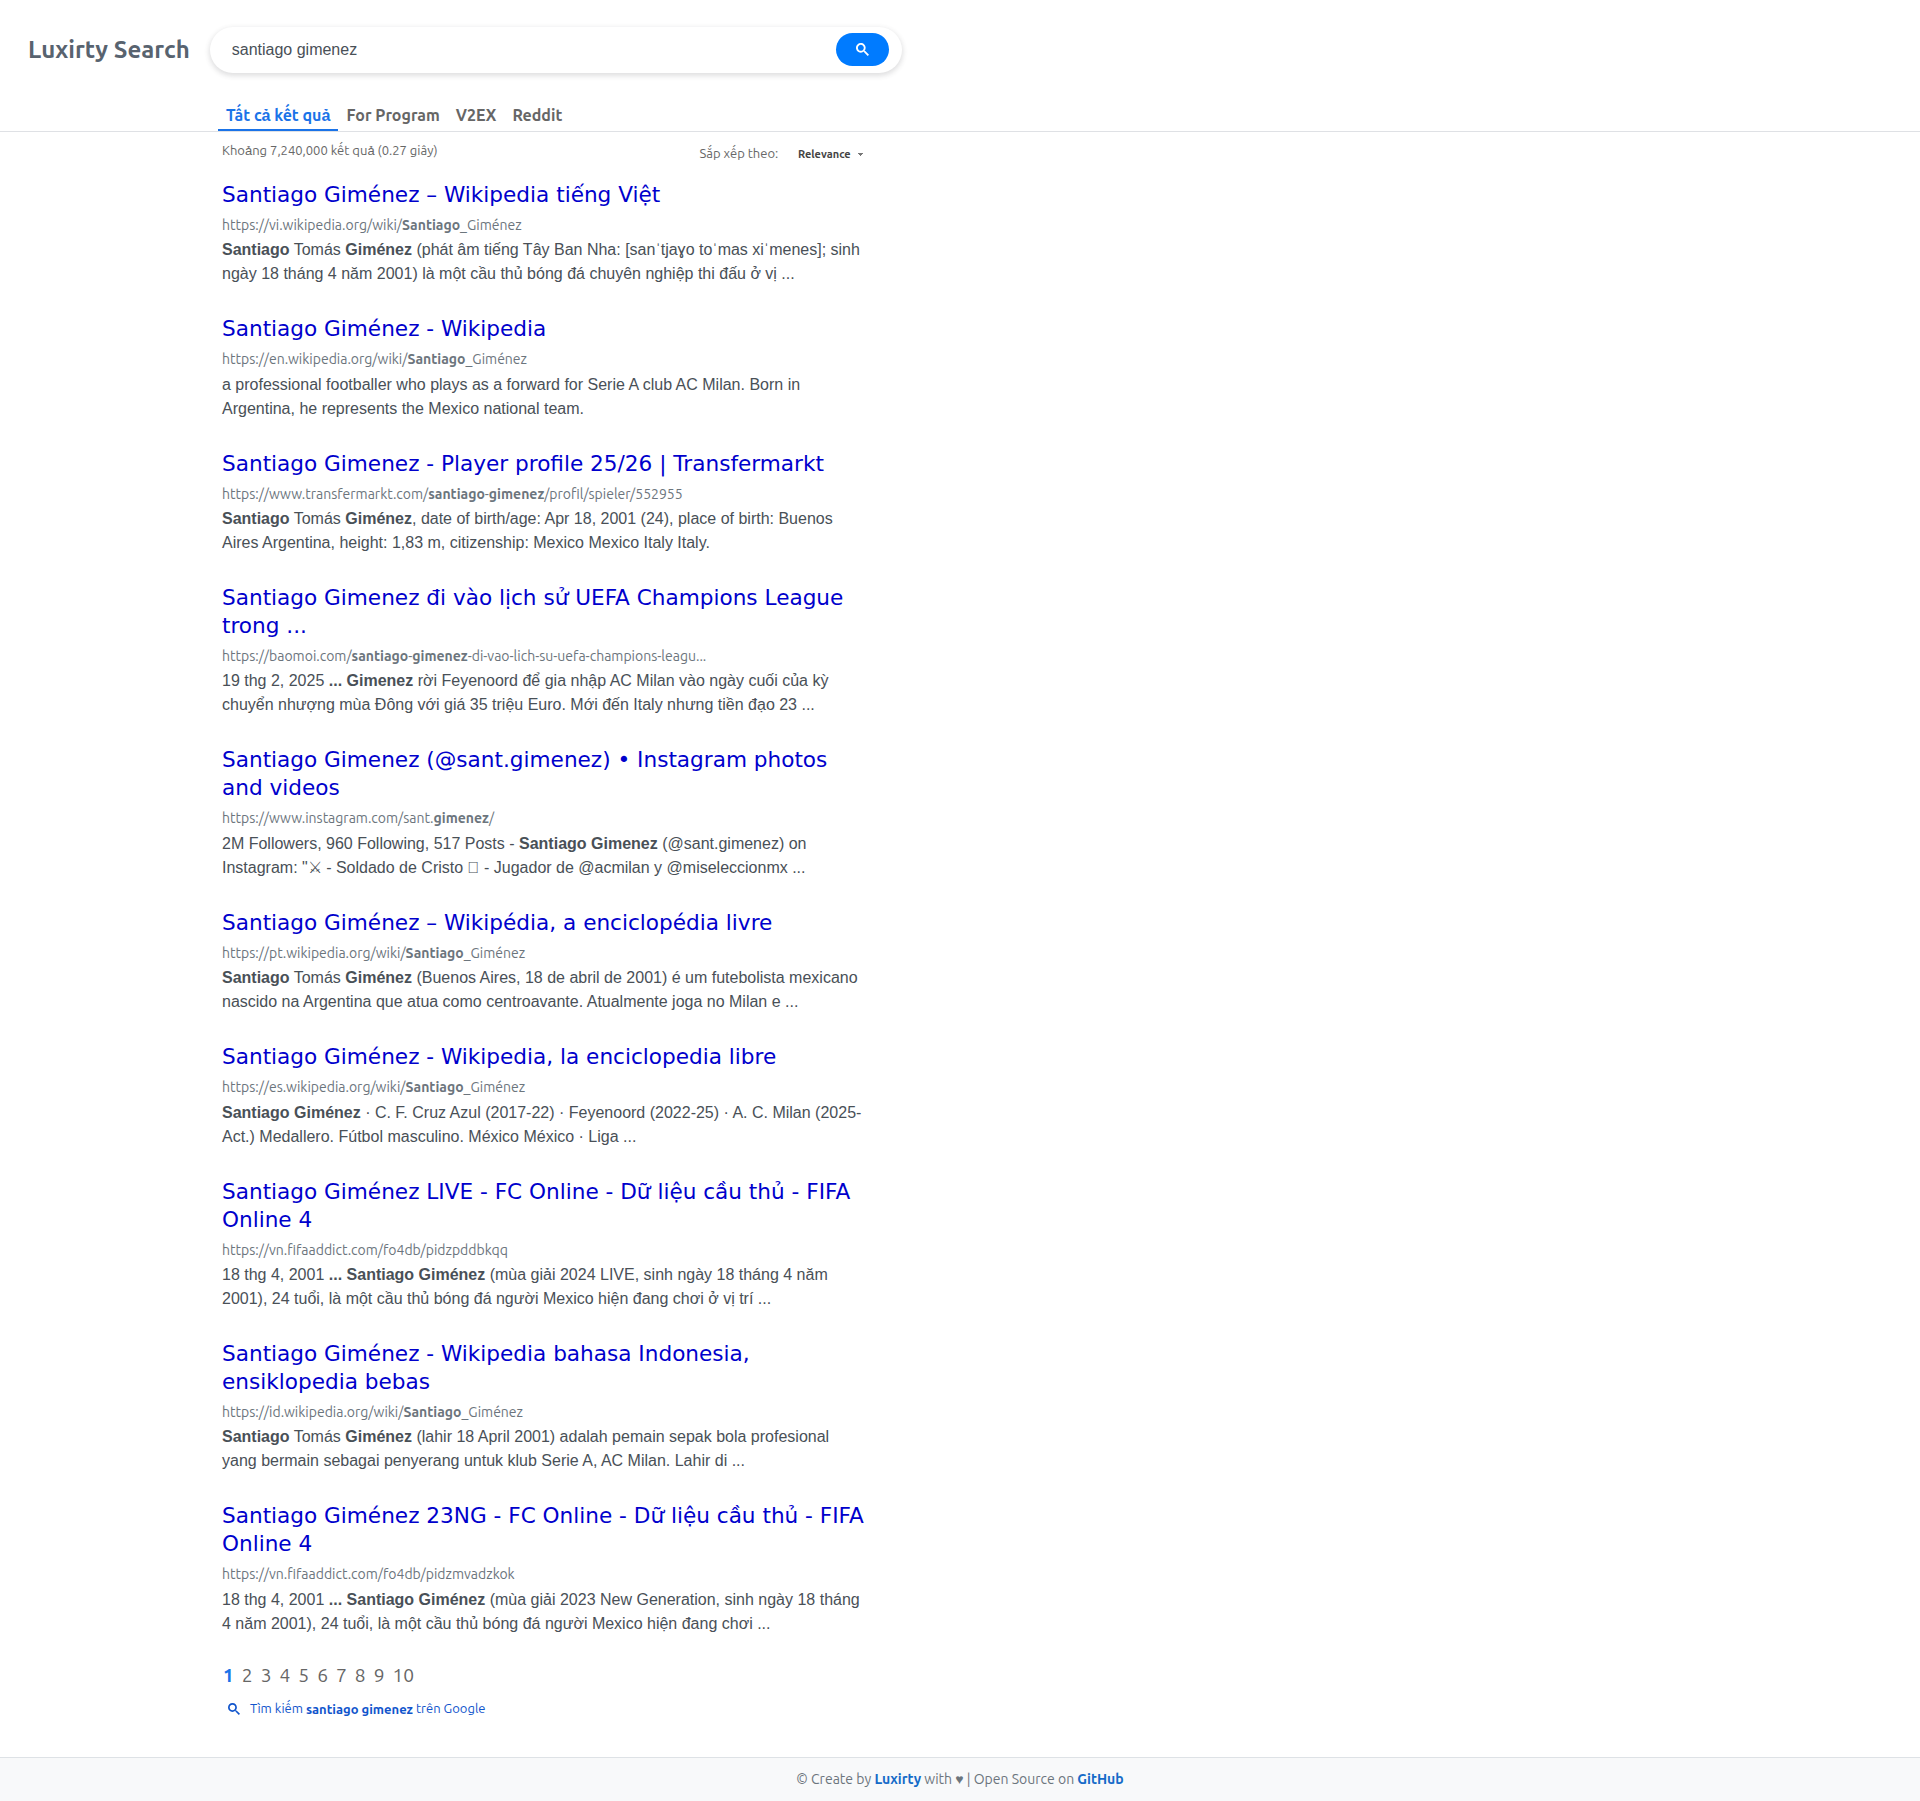 Luxirty Search
santiago gimenez
Tất cả kết quả For Program V2EX Reddit
Khoảng 7,240,000 kết quả (0.27 giây)
Sắp xếp theo: Relevance
Santiago Giménez – Wikipedia tiếng Việt
https://vi.wikipedia.org/wiki/Santiago_Giménez
Santiago Tomás Giménez (phát âm tiếng Tây Ban Nha: [sanˈtjaɣo toˈmas xiˈmenes]; sinh
ngày 18 tháng 4 năm 2001) là một cầu thủ bóng đá chuyên nghiệp thi đấu ở vị ...
Santiago Giménez - Wikipedia
https://en.wikipedia.org/wiki/Santiago_Giménez
a professional footballer who plays as a forward for Serie A club AC Milan. Born in
Argentina, he represents the Mexico national team.
Santiago Gimenez - Player profile 25/26 | Transfermarkt
https://www.transfermarkt.com/santiago-gimenez/profil/spieler/552955
Santiago Tomás Giménez, date of birth/age: Apr 18, 2001 (24), place of birth: Buenos
Aires Argentina, height: 1,83 m, citizenship: Mexico Mexico Italy Italy.
Santiago Gimenez đi vào lịch sử UEFA Champions League
trong ...
https://baomoi.com/santiago-gimenez-di-vao-lich-su-uefa-champions-leagu...
19 thg 2, 2025 ... Gimenez rời Feyenoord để gia nhập AC Milan vào ngày cuối của kỳ
chuyển nhượng mùa Đông với giá 35 triệu Euro. Mới đến Italy nhưng tiền đạo 23 ...
Santiago Gimenez (@sant.gimenez) • Instagram photos
and videos
https://www.instagram.com/sant.gimenez/
2M Followers, 960 Following, 517 Posts - Santiago Gimenez (@sant.gimenez) on
Instagram: "⚔ - Soldado de Cristo - Jugador de @acmilan y @miseleccionmx ...
Santiago Giménez – Wikipédia, a enciclopédia livre
https://pt.wikipedia.org/wiki/Santiago_Giménez
Santiago Tomás Giménez (Buenos Aires, 18 de abril de 2001) é um futebolista mexicano
nascido na Argentina que atua como centroavante. Atualmente joga no Milan e ...
Santiago Giménez - Wikipedia, la enciclopedia libre
https://es.wikipedia.org/wiki/Santiago_Giménez
Santiago Giménez · C. F. Cruz Azul (2017-22) · Feyenoord (2022-25) · A. C. Milan (2025-
Act.) Medallero. Fútbol masculino. México México · Liga ...
Santiago Giménez LIVE - FC Online - Dữ liệu cầu thủ - FIFA
Online 4
https://vn.fifaaddict.com/fo4db/pidzpddbkqq
18 thg 4, 2001 ... Santiago Giménez (mùa giải 2024 LIVE, sinh ngày 18 tháng 4 năm
2001), 24 tuổi, là một cầu thủ bóng đá người Mexico hiện đang chơi ở vị trí ...
Santiago Giménez - Wikipedia bahasa Indonesia,
ensiklopedia bebas
https://id.wikipedia.org/wiki/Santiago_Giménez
Santiago Tomás Giménez (lahir 18 April 2001) adalah pemain sepak bola profesional
yang bermain sebagai penyerang untuk klub Serie A, AC Milan. Lahir di ...
Santiago Giménez 23NG - FC Online - Dữ liệu cầu thủ - FIFA
Online 4
https://vn.fifaaddict.com/fo4db/pidzmvadzkok
18 thg 4, 2001 ... Santiago Giménez (mùa giải 2023 New Generation, sinh ngày 18 tháng
4 năm 2001), 24 tuổi, là một cầu thủ bóng đá người Mexico hiện đang chơi ...
1 2 3 4 5 6 7 8 9 10
Tìm kiếm santiago gimenez trên Google
© Create by Luxirty with ♥ | Open Source on GitHub